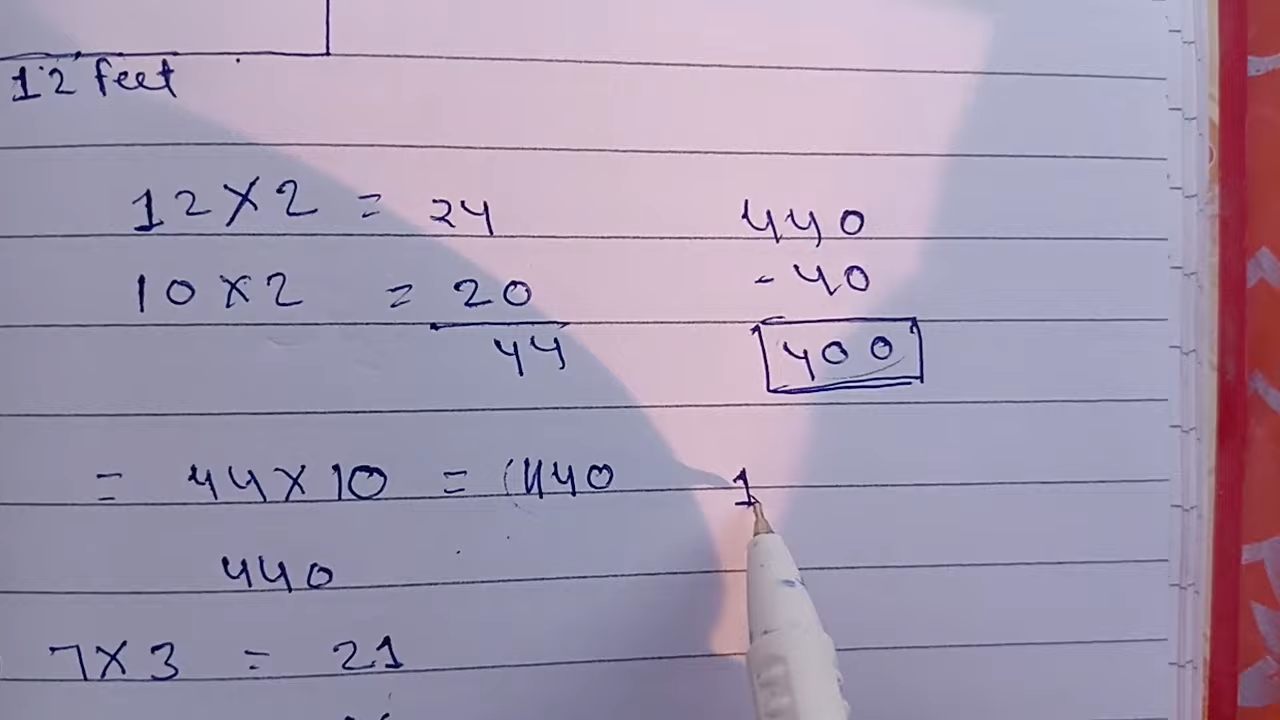 12 feet
12 X 2 = 24
440
10 X 2 = 20
- 40
44
400
= 44 X 10 = 440
1
440
7 X 3 = 21